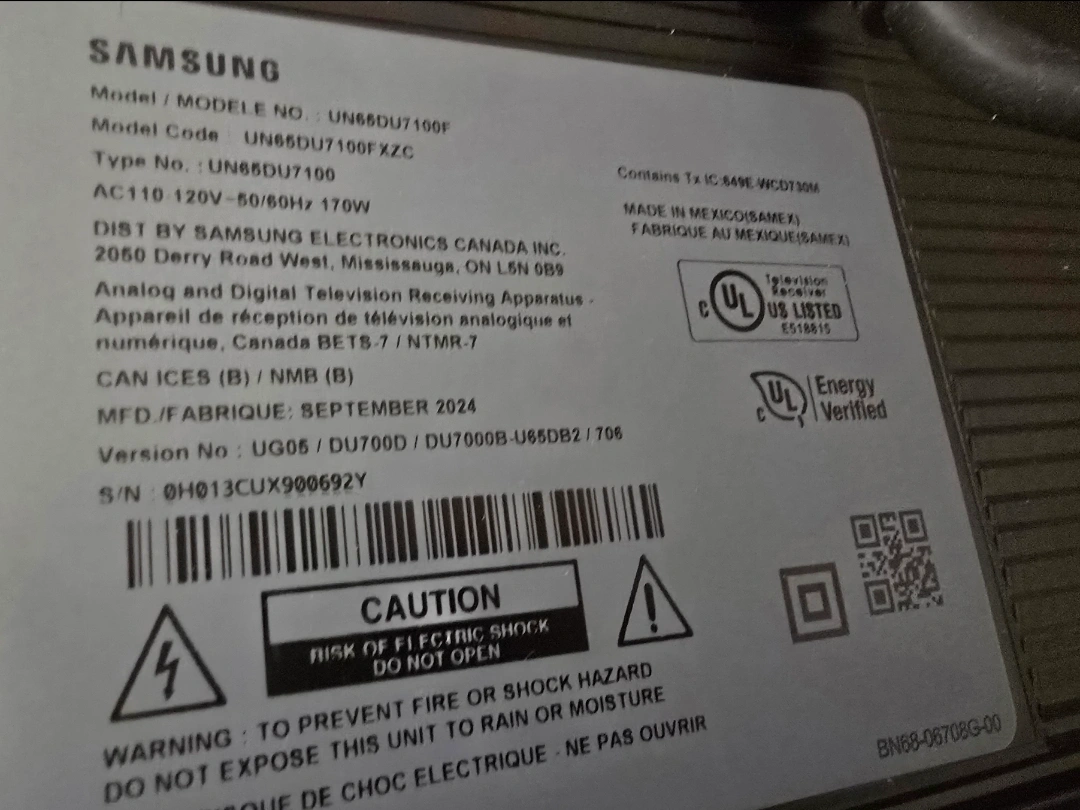 SAMSUNG
Model / MODELE NO. : UN65DU7100F
Model Code : UN65DU7100FXZC
Type No. : UN65DU7100
AC110-120V~50/60Hz 170W
DIST BY SAMSUNG ELECTRONICS CANADA INC.
2050 Derry Road West, Mississauga, ON L5N 0B9
Analog and Digital Television Receiving Apparatus -
Appareil de réception de télévision analogique et
numérique, Canada BETS-7 / NTMR-7
CAN ICES (B) / NMB (B)
MFD./FABRIQUE: SEPTEMBER 2024
Version No : UG05 / DU700D / DU7000B-U65DB2 / 706
S/N : 0H013CUX900692Y
Contains Tx IC:649E-WCD730M
MADE IN MEXICO(SAMEX)
FABRIQUE AU MEXIQUE(SAMEX)
C UL
Television
Receiver
US LISTED
E518815
C UL
Energy
Verified
CAUTION
RISK OF ELECTRIC SHOCK
DO NOT OPEN
WARNING : TO PREVENT FIRE OR SHOCK HAZARD
DO NOT EXPOSE THIS UNIT TO RAIN OR MOISTURE
DE CHOC ELECTRIQUE - NE PAS OUVRIR
BN68-06708G-00